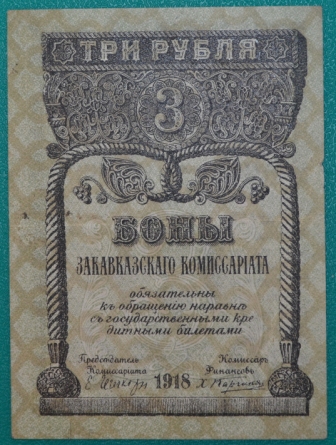 ТРИ РУБЛЯ
3
БОНЫ
ЗАКАВКАЗСКАГО КОМИССАРІАТА
обязательны
къ обращенію наравнѣ
съ государственными кре
дитными билетами
Предсѣдатель Комиссаръ
Комиссаріата Финансовъ
1918